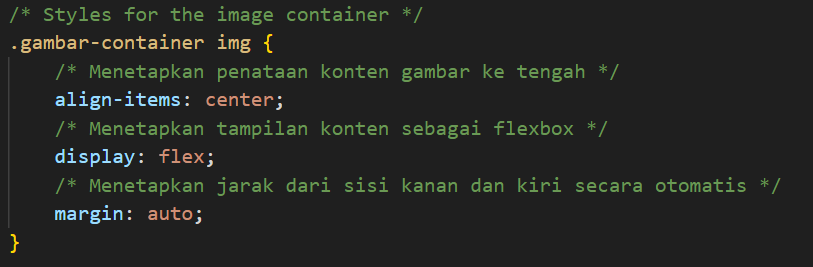 /* Styles for the image container */
.gambar-container img {
/* Menetapkan penataan konten gambar ke tengah */
align-items: center;
/* Menetapkan tampilan konten sebagai flexbox */
display: flex;
/* Menetapkan jarak dari sisi kanan dan kiri secara otomatis */
margin: auto;
}